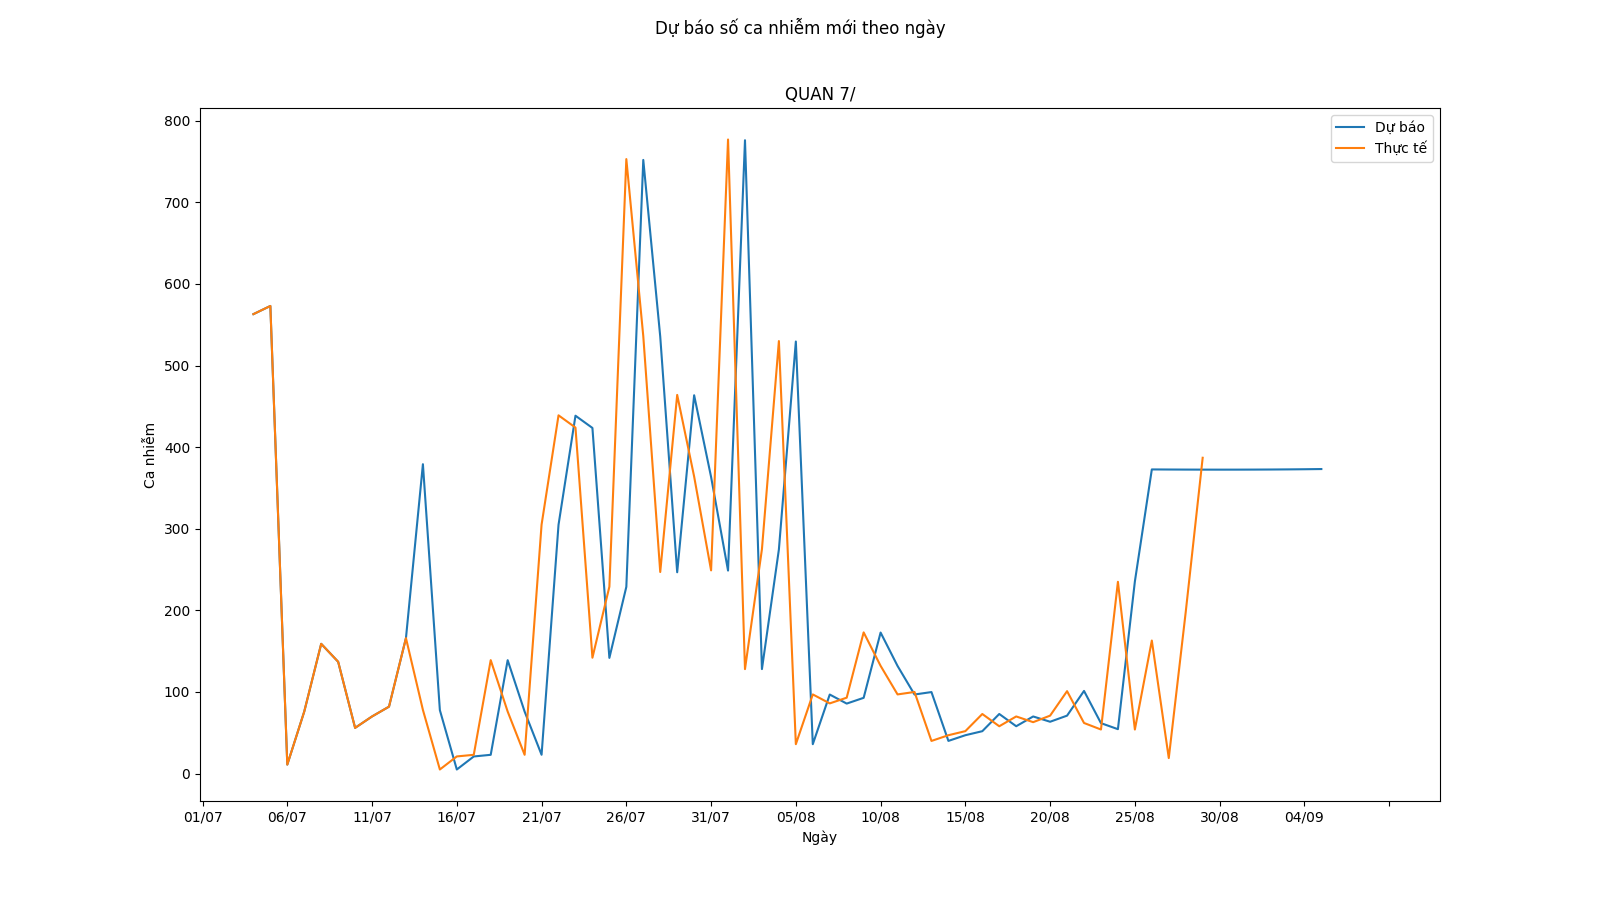 Dự báo số ca nhiễm mới theo ngày
QUAN 7/
Dự báo
Thực tế
Ca nhiễm
800
700
600
500
400
300
200
100
0
01/07 06/07 11/07 16/07 21/07 26/07 31/07 05/08 10/08 15/08 20/08 25/08 30/08 04/09
Ngày